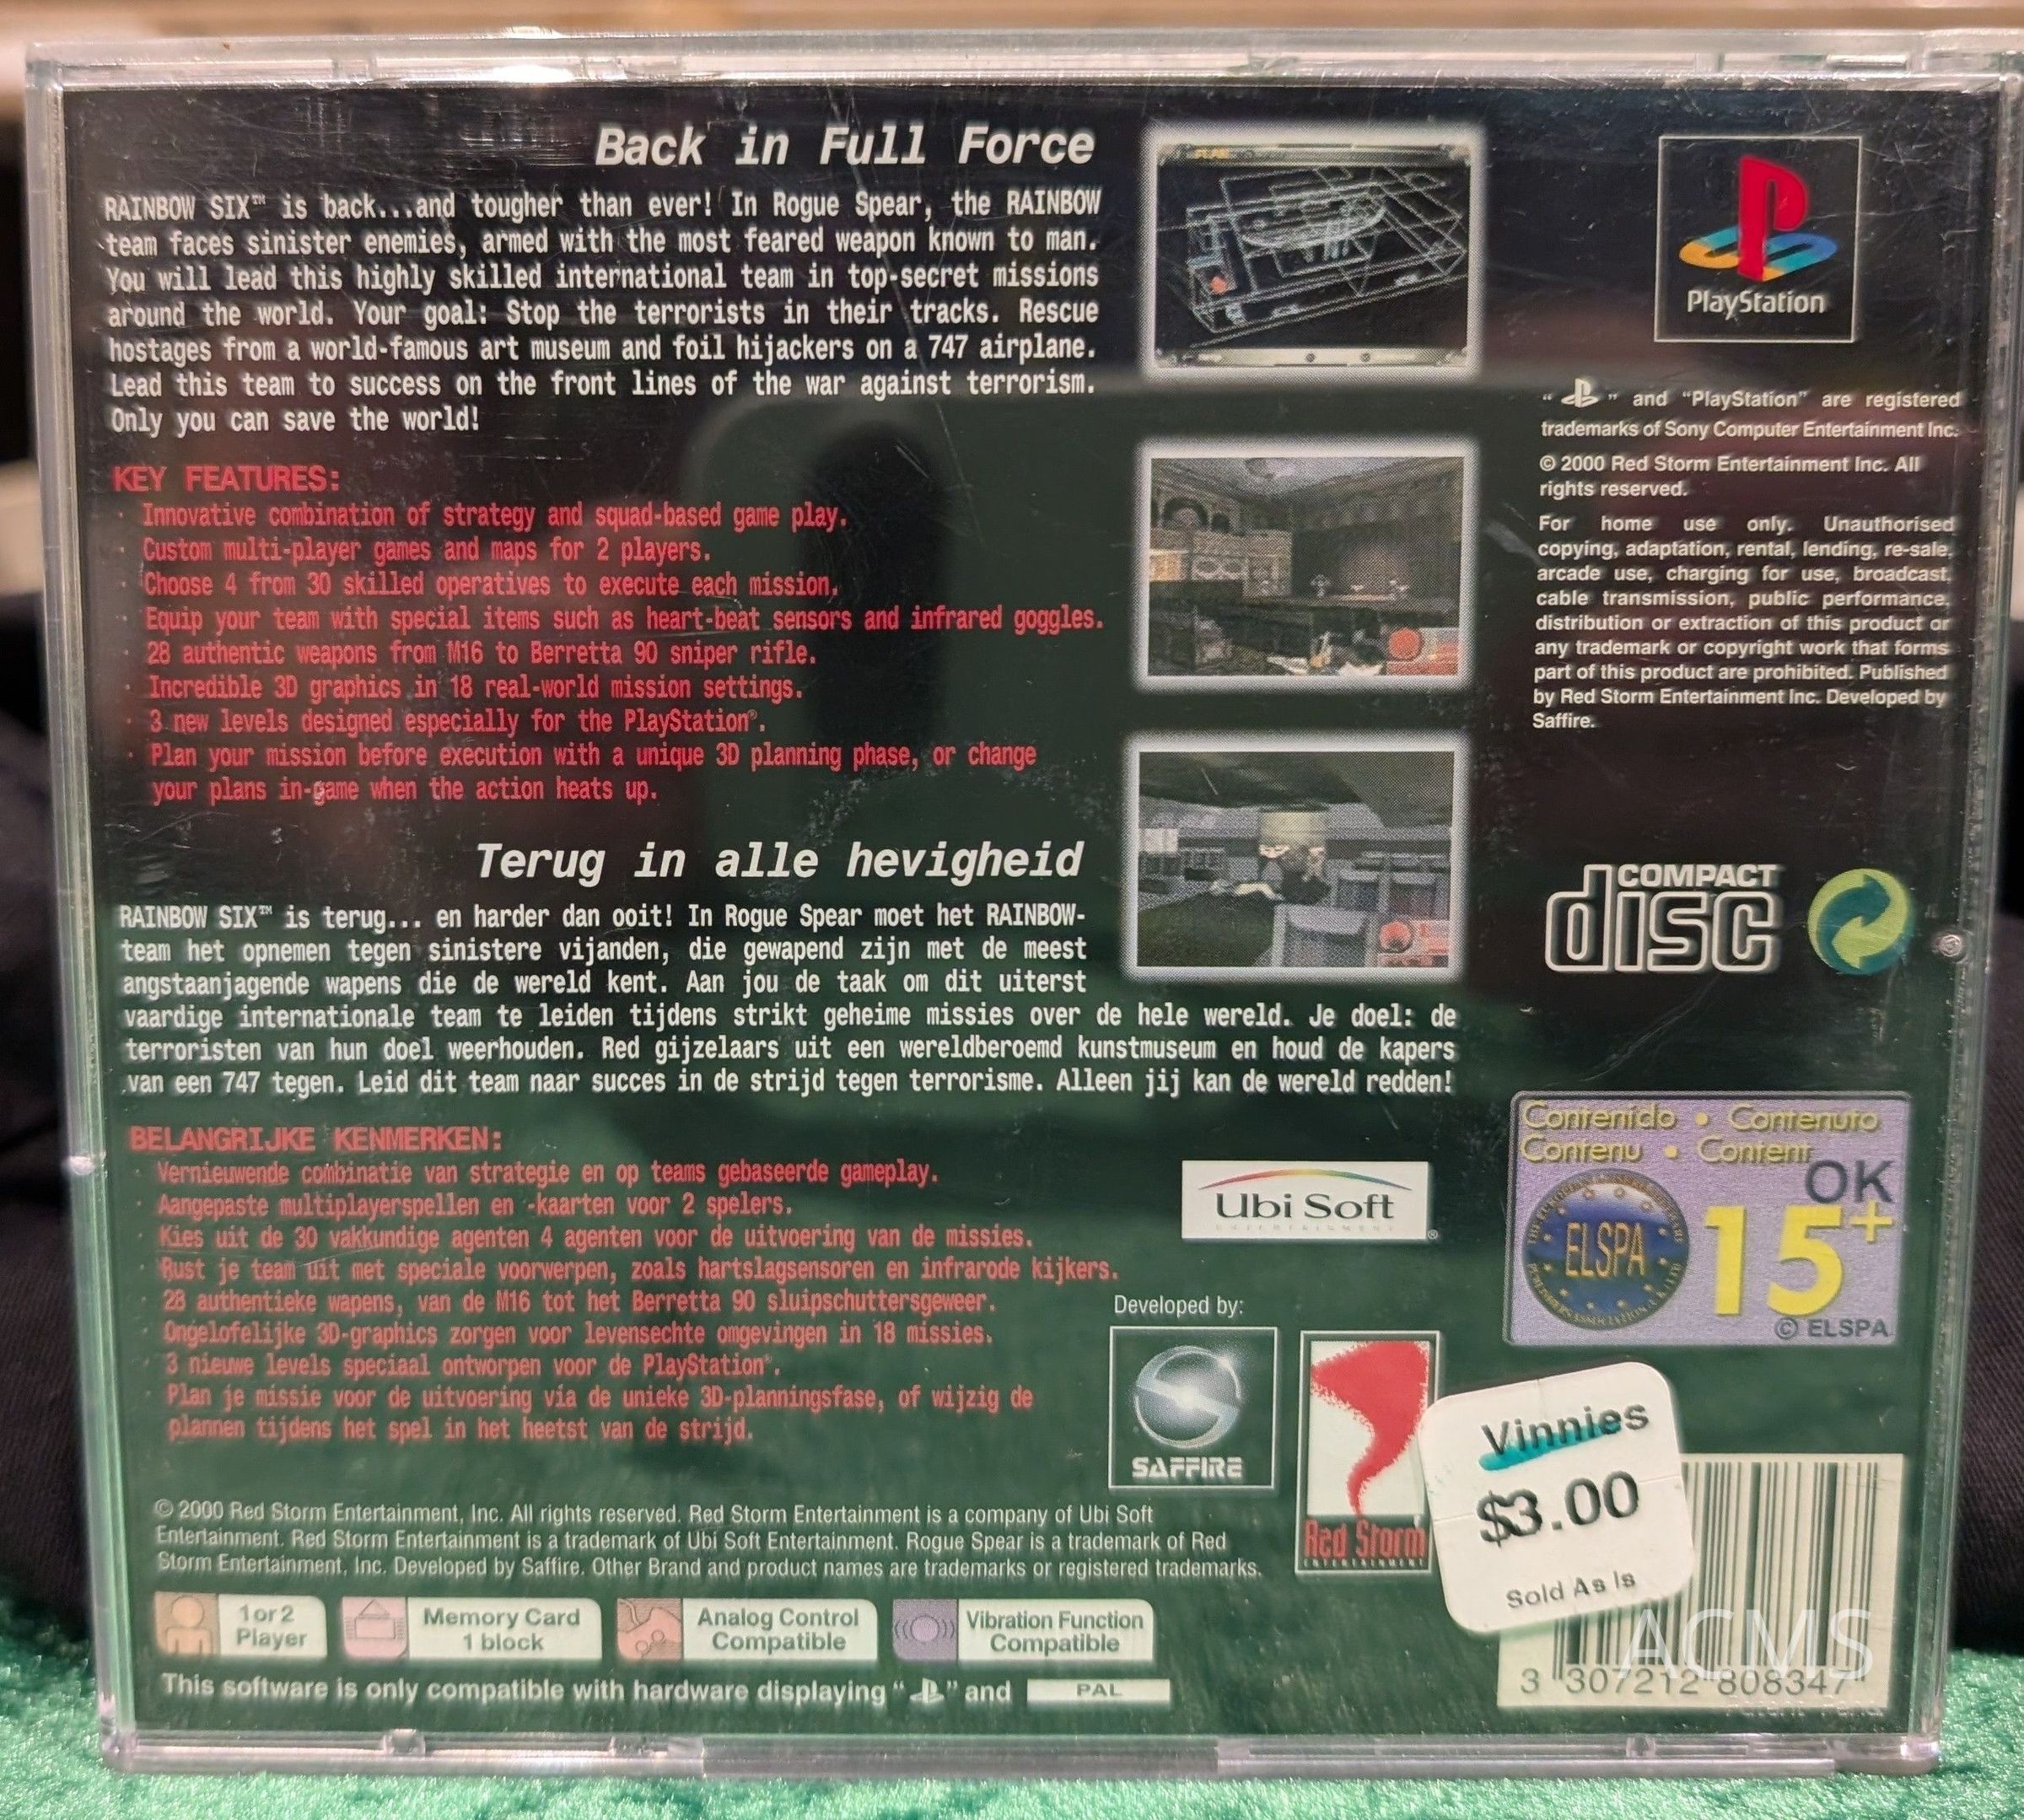 Back in Full Force
RAINBOW SIX™ is back...and tougher than ever! In Rogue Spear, the RAINBOW
team faces sinister enemies, armed with the most feared weapon known to man.
You will lead this highly skilled international team in top-secret missions
around the world. Your goal: Stop the terrorists in their tracks. Rescue
hostages from a world-famous art museum and foil hijackers on a 747 airplane.
Lead this team to success on the front lines of the war against terrorism.
Only you can save the world!
KEY FEATURES:
· Innovative combination of strategy and squad-based game play.
· Custom multi-player games and maps for 2 players.
· Choose 4 from 30 skilled operatives to execute each mission.
· Equip your team with special items such as heart-beat sensors and infrared goggles.
· 28 authentic weapons from M16 to Berretta 90 sniper rifle.
· Incredible 3D graphics in 18 real-world mission settings.
· 3 new levels designed especially for the PlayStation®.
· Plan your mission before execution with a unique 3D planning phase, or change
your plans in-game when the action heats up.
Terug in alle hevigheid
RAINBOW SIX™ is terug... en harder dan ooit! In Rogue Spear moet het RAINBOW-
team het opnemen tegen sinistere vijanden, die gewapend zijn met de meest
angstaanjagende wapens die de wereld kent. Aan jou de taak om dit uiterst
vaardige internationale team te leiden tijdens strikt geheime missies over de hele wereld. Je doel: de
terroristen van hun doel weerhouden. Red gijzelaars uit een wereldberoemd kunstmuseum en houd de kapers
van een 747 tegen. Leid dit team naar succes in de strijd tegen terrorisme. Alleen jij kan de wereld redden!
BELANGRIJKE KENMERKEN:
· Vernieuwende combinatie van strategie en op teams gebaseerde gameplay.
· Aangepaste multiplayerspellen en -kaarten voor 2 spelers.
· Kies uit de 30 vakkundige agenten 4 agenten voor de uitvoering van de missies.
· Rust je team uit met speciale voorwerpen, zoals hartslagsensoren en infrarode kijkers.
· 28 authentieke wapens, van de M16 tot het Berretta 90 sluipschuttersgeweer.
· Ongelofelijke 3D-graphics zorgen voor levensechte omgevingen in 18 missies.
· 3 nieuwe levels speciaal ontworpen voor de PlayStation®.
· Plan je missie voor de uitvoering via de unieke 3D-planningsfase, of wijzig de
plannen tijdens het spel in het heetst van de strijd.
© 2000 Red Storm Entertainment, Inc. All rights reserved. Red Storm Entertainment is a company of Ubi Soft
Entertainment. Red Storm Entertainment is a trademark of Ubi Soft Entertainment. Rogue Spear is a trademark of Red
Storm Entertainment, Inc. Developed by Saffire. Other Brand and product names are trademarks or registered trademarks.
1 or 2
Player
Memory Card
1 block
Analog Control
Compatible
Vibration Function
Compatible
This software is only compatible with hardware displaying " " and PAL
PlayStation
" " and "PlayStation" are registered
trademarks of Sony Computer Entertainment Inc.
© 2000 Red Storm Entertainment Inc. All
rights reserved.
For home use only. Unauthorised
copying, adaptation, rental, lending, re-sale,
arcade use, charging for use, broadcast,
cable transmission, public performance,
distribution or extraction of this product or
any trademark or copyright work that forms
part of this product are prohibited. Published
by Red Storm Entertainment Inc. Developed by
Saffire.
COMPACT
disc
Contenido • Contenuto
Contenu • Content
OK
ELSPA
15+
© ELSPA
Ubi Soft
ENTERTAINMENT
Developed by:
SAFFIRE
Red Storm
ENTERTAINMENT
Vinnies
$3.00
Sold As Is
ACMS
3 307212 808347